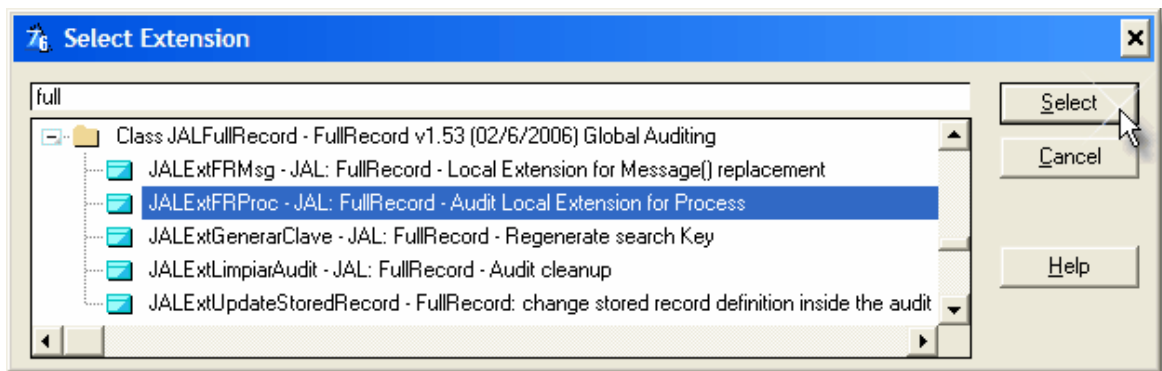 76 Select Extension
full
Select
Class JALFullRecord - FullRecord v1.53 (02/6/2006) Global Auditing
JALExtFRMsg - JAL: FullRecord - Local Extension for Message() replacement
Cancel
JALExtFRProc - JAL: FullRecord - Audit Local Extension for Process
JALExtGenerarClave - JAL: FullRecord - Regenerate search Key
JALExtLimpiarAudit - JAL: FullRecord - Audit cleanup
Help
JALExtUpdateStoredRecord - FullRecord: change stored record definition inside the audit